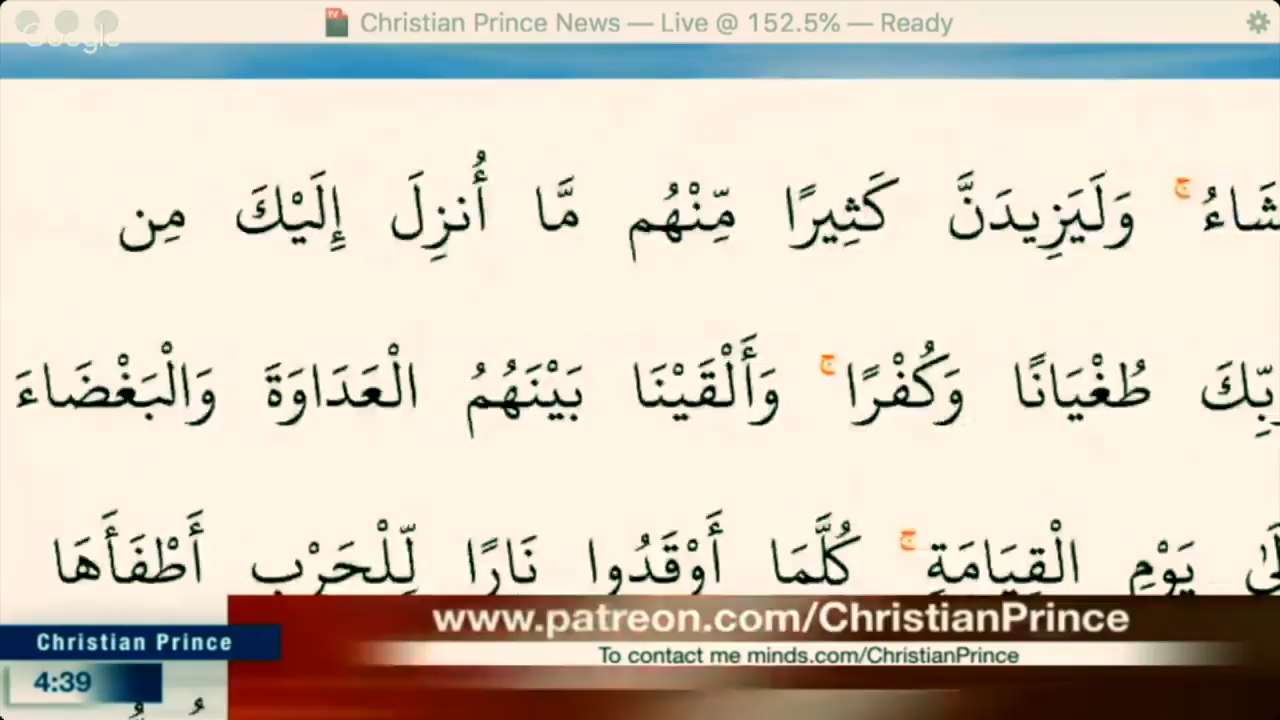 Google
Christian Prince News — Live @ 152.5% — Ready
شَاءُ ۚ وَلَيَزِيدَنَّ كَثِيرًا مِّنْهُم مَّا أُنزِلَ إِلَيْكَ مِن
رَّبِّكَ طُغْيَانًا وَكُفْرًا ۚ وَأَلْقَيْنَا بَيْنَهُمُ الْعَدَاوَةَ وَالْبَغْضَاءَ
لَىٰ يَوْمِ الْقِيَامَةِ ۚ كُلَّمَا أَوْقَدُوا نَارًا لِّلْحَرْبِ أَطْفَأَهَا
www.patreon.com/ChristianPrince
Christian Prince
To contact me minds.com/ChristianPrince
4:39